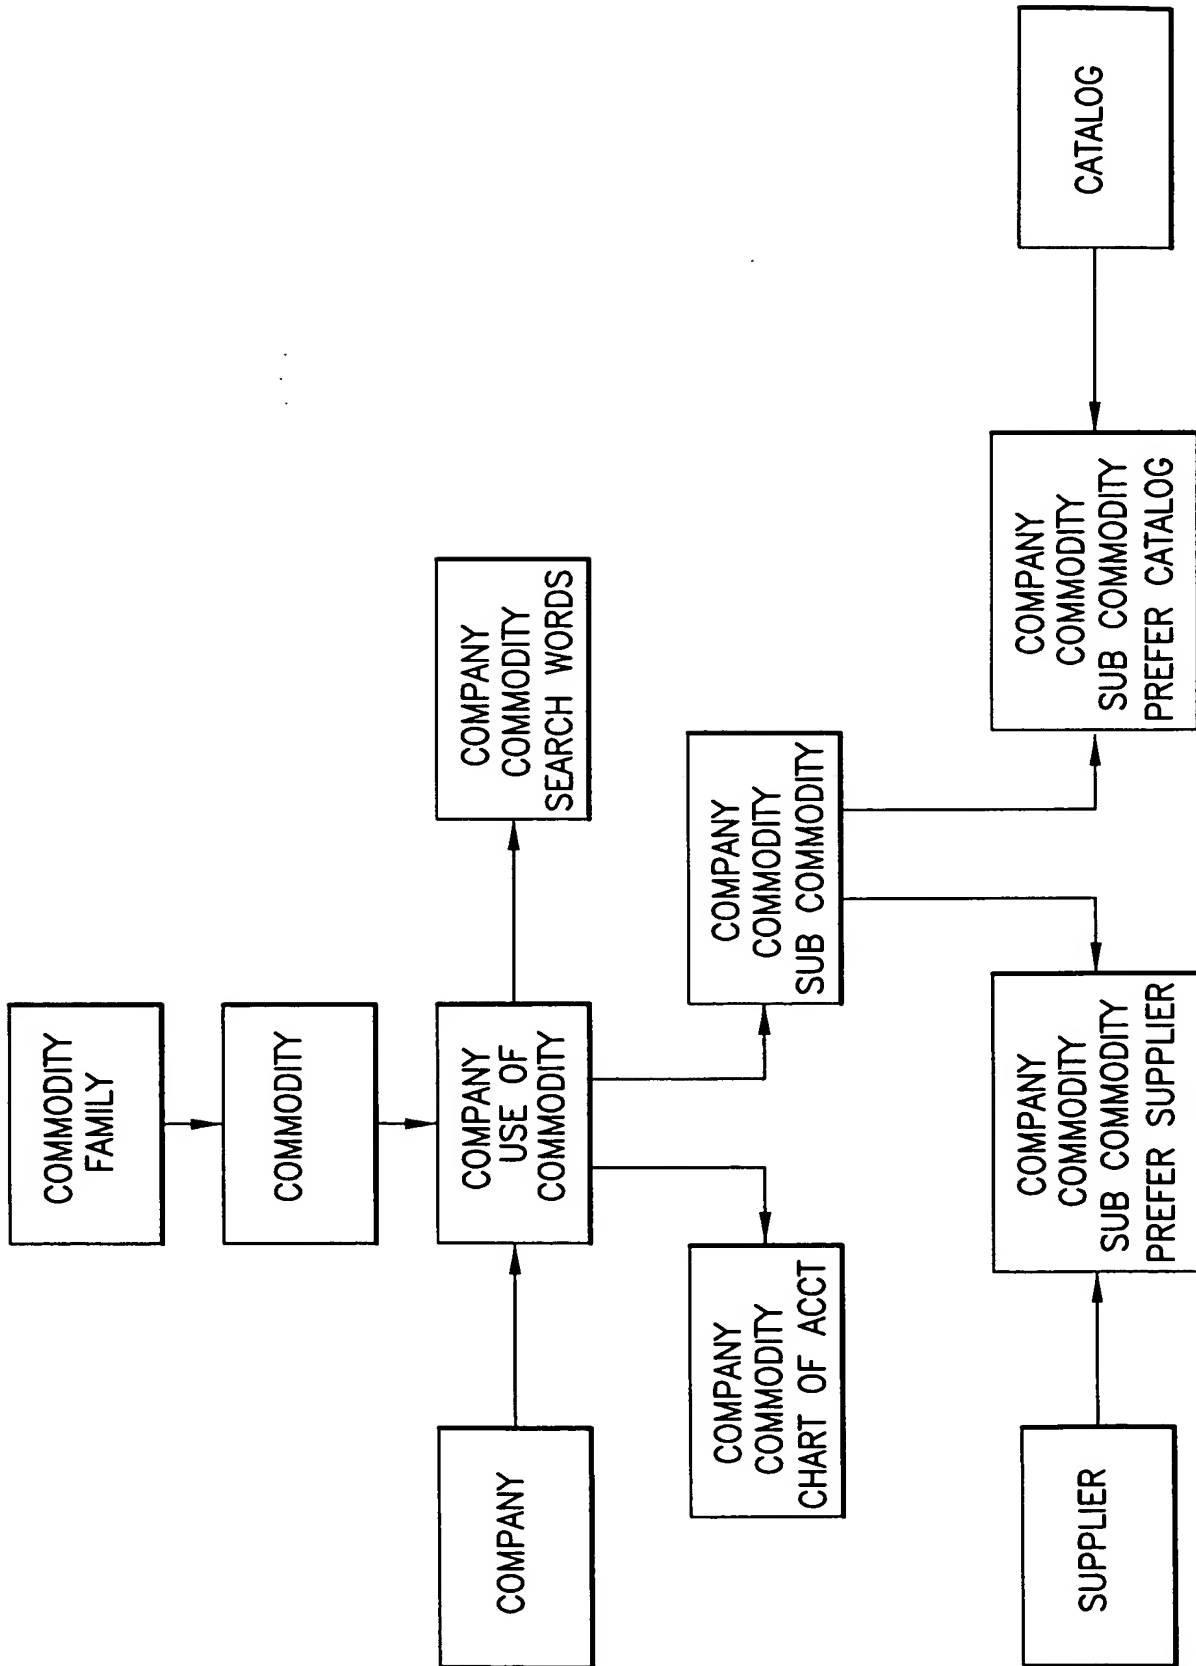 COMMODITY
FAMILY
COMMODITY
COMPANY
COMPANY
USE OF
COMMODITY
COMPANY
COMMODITY
SEARCH WORDS
COMPANY
COMMODITY
CHART OF ACCT
COMPANY
COMMODITY
SUB COMMODITY
SUPPLIER
COMPANY
COMMODITY
SUB COMMODITY
PREFER SUPPLIER
COMPANY
COMMODITY
SUB COMMODITY
PREFER CATALOG
CATALOG